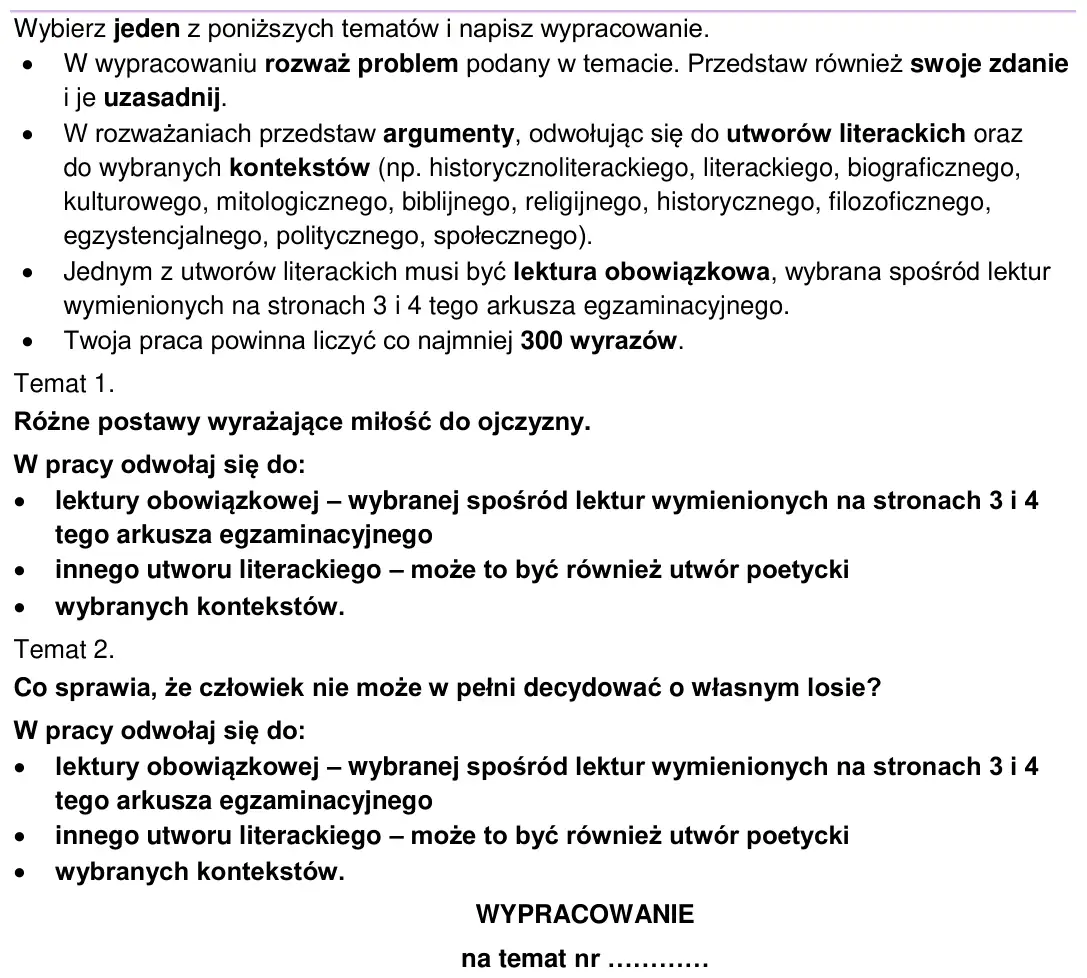 Wybierz jeden z poniższych tematów i napisz wypracowanie.
• W wypracowaniu rozważ problem podany w temacie. Przedstaw również swoje zdanie
i je uzasadnij.
• W rozważaniach przedstaw argumenty, odwołując się do utworów literackich oraz
do wybranych kontekstów (np. historycznoliterackiego, literackiego, biograficznego,
kulturowego, mitologicznego, biblijnego, religijnego, historycznego, filozoficznego,
egzystencjalnego, politycznego, społecznego).
• Jednym z utworów literackich musi być lektura obowiązkowa, wybrana spośród lektur
wymienionych na stronach 3 i 4 tego arkusza egzaminacyjnego.
• Twoja praca powinna liczyć co najmniej 300 wyrazów.
Temat 1.
Różne postawy wyrażające miłość do ojczyzny.
W pracy odwołaj się do:
• lektury obowiązkowej – wybranej spośród lektur wymienionych na stronach 3 i 4
tego arkusza egzaminacyjnego
• innego utworu literackiego – może to być również utwór poetycki
• wybranych kontekstów.
Temat 2.
Co sprawia, że człowiek nie może w pełni decydować o własnym losie?
W pracy odwołaj się do:
• lektury obowiązkowej – wybranej spośród lektur wymienionych na stronach 3 i 4
tego arkusza egzaminacyjnego
• innego utworu literackiego – może to być również utwór poetycki
• wybranych kontekstów.
WYPRACOWANIE
na temat nr …………